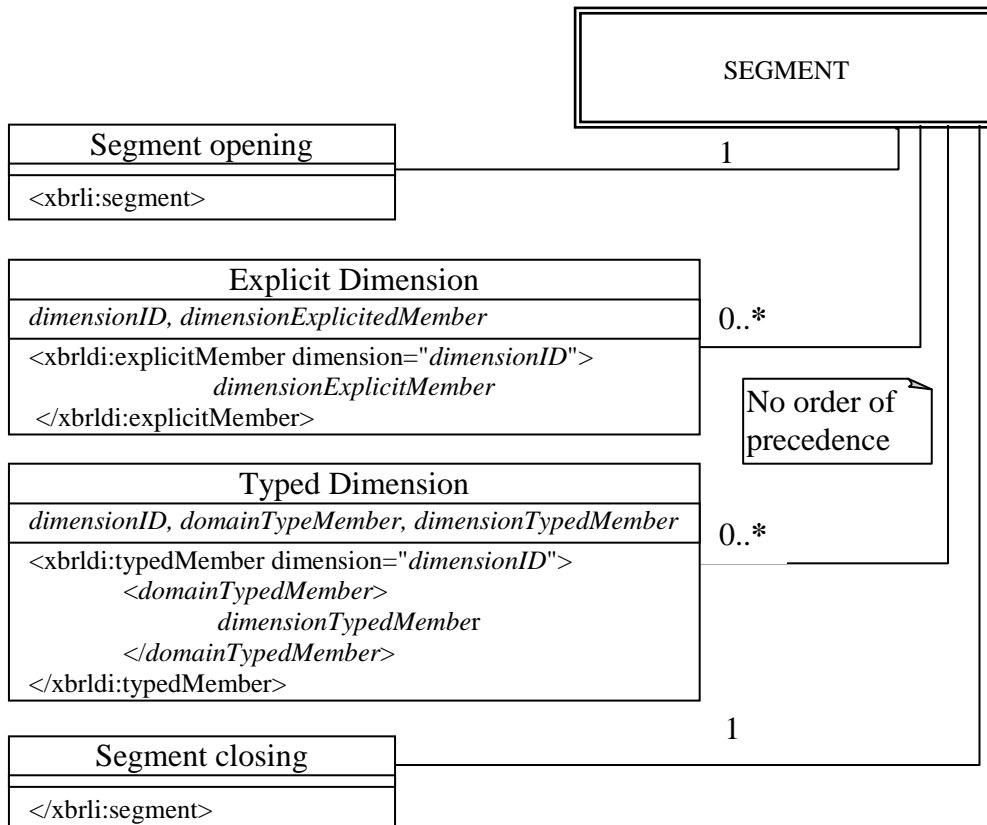 SEGMENT
Segment opening
1
<xbrli:segment>
Explicit Dimension
dimensionID, dimensionExplicitedMember
0..*
<xbrldi:explicitMember dimension="dimensionID">
dimensionExplicitMember
</xbrldi:explicitMember>
No order of
precedence
Typed Dimension
dimensionID, domainTypeMember, dimensionTypedMember
0..*
<xbrldi:typedMember dimension="dimensionID">
<domainTypedMember>
dimensionTypedMember
</domainTypedMember>
</xbrldi:typedMember>
1
Segment closing
</xbrli:segment>